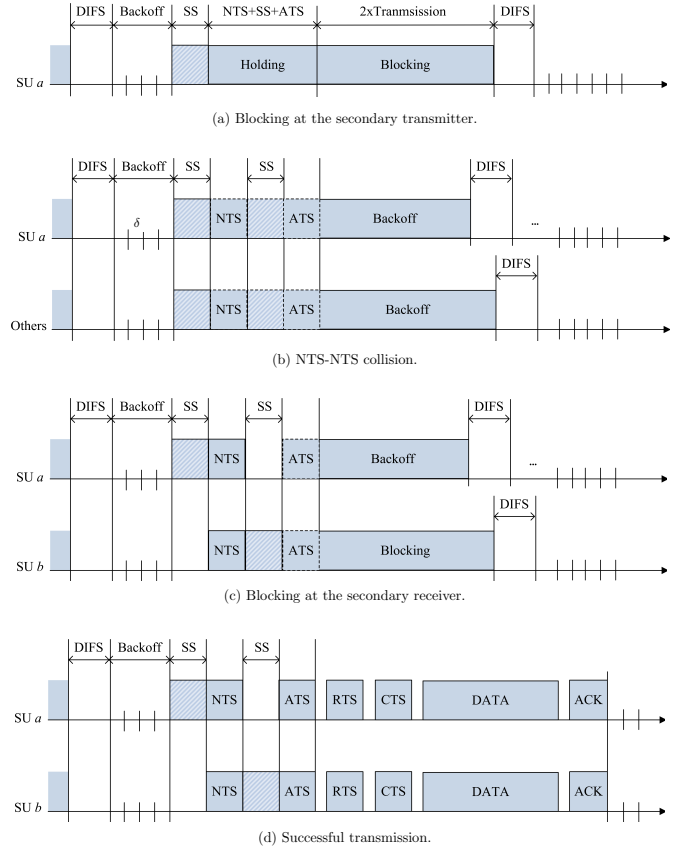 DIFS Backoff SS NTS+SS+ATS 2xTranmsission DIFS
Holding Blocking
SU a
(a) Blocking at the secondary transmitter.
DIFS Backoff SS SS DIFS
δ NTS ATS Backoff ...
SU a
DIFS
NTS ATS Backoff
Others
(b) NTS-NTS collision.
DIFS Backoff SS SS DIFS
NTS ATS Backoff ...
SU a
DIFS
NTS ATS Blocking
SU b
(c) Blocking at the secondary receiver.
DIFS Backoff SS SS
NTS ATS RTS CTS DATA ACK
SU a
NTS ATS RTS CTS DATA ACK
SU b
(d) Successful transmission.